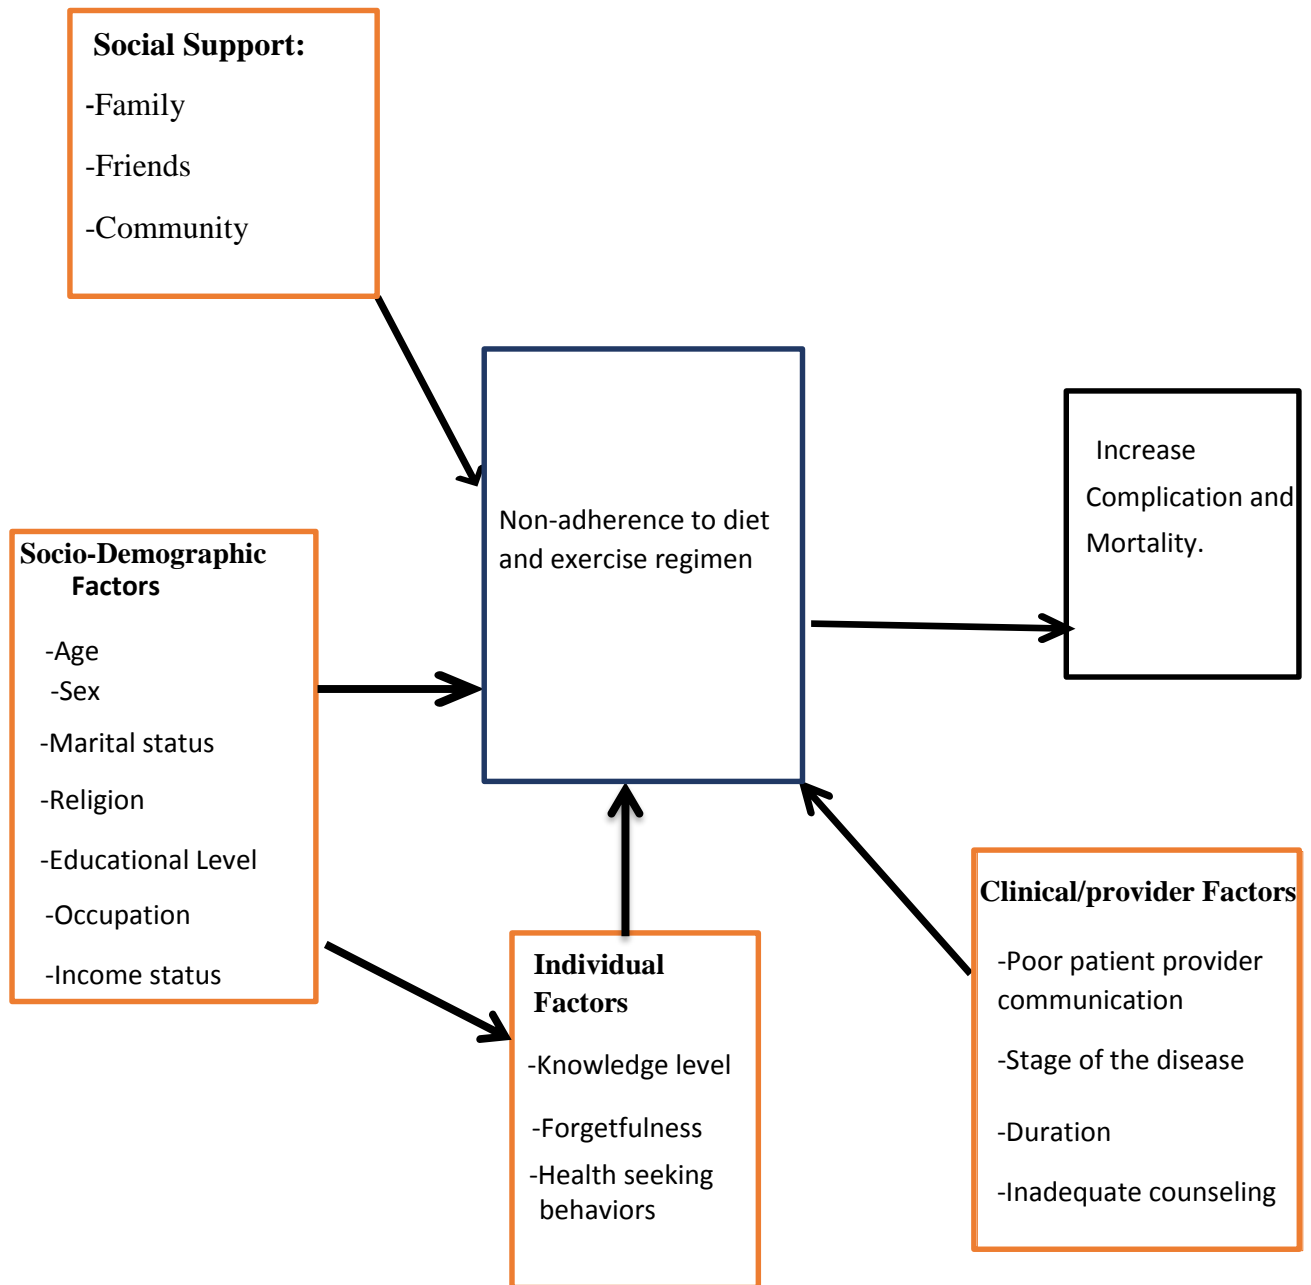 Social Support:
-Family
-Friends
-Community
Non-adherence to diet
and exercise regimen
Increase
Complication and
Mortality.
Socio-Demographic
Factors
-Age
-Sex
-Marital status
-Religion
-Educational Level
-Occupation
-Income status
Individual
Factors
-Knowledge level
-Forgetfulness
-Health seeking
behaviors
Clinical/provider Factors
-Poor patient provider
communication
-Stage of the disease
-Duration
-Inadequate counseling